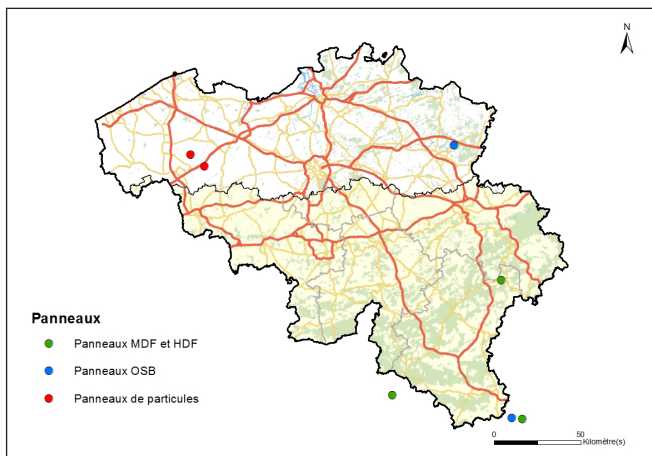 N
Panneaux
Panneaux MDF et HDF
Panneaux OSB
Panneaux de particules
0 50
Kilomètre(s)